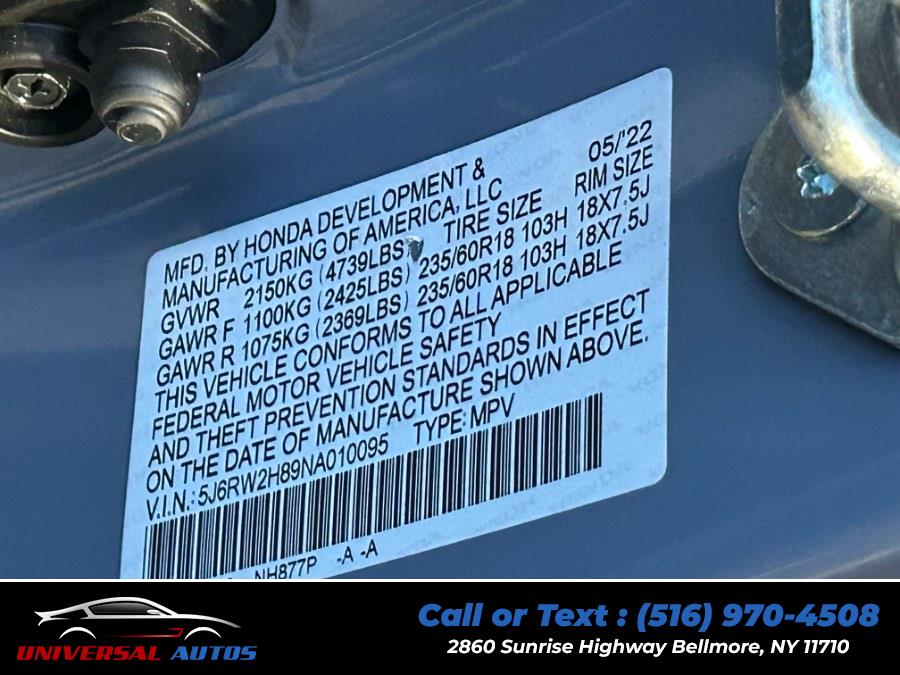 MFD. BY HONDA DEVELOPMENT & 05/'22
MANUFACTURING OF AMERICA, LLC
GVWR 2150KG (4739LBS) TIRE SIZE RIM SIZE
GAWR F 1100KG (2425LBS) 235/60R18 103H 18X7.5J
GAWR R 1075KG (2369LBS) 235/60R18 103H 18X7.5J
THIS VEHICLE CONFORMS TO ALL APPLICABLE
FEDERAL MOTOR VEHICLE SAFETY
AND THEFT PREVENTION STANDARDS IN EFFECT
ON THE DATE OF MANUFACTURE SHOWN ABOVE.
V.I.N.: 5J6RW2H89NA010095 TYPE: MPV
NH877P -A -A
UNIVERSAL AUTOS
Call or Text : (516) 970-4508
2860 Sunrise Highway Bellmore, NY 11710